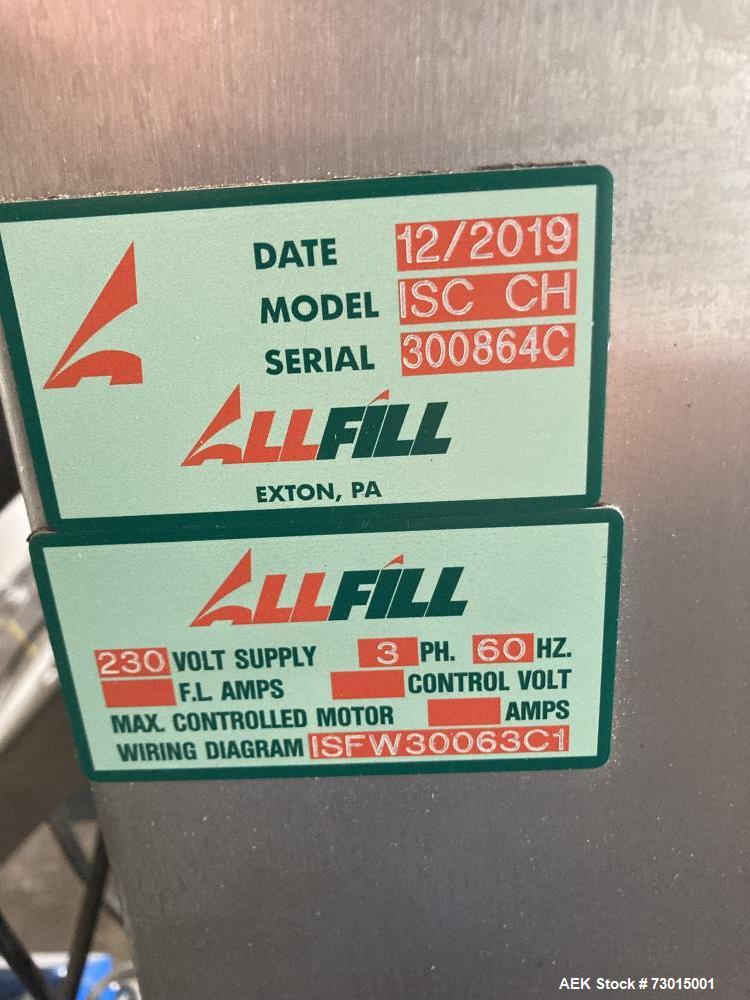 DATE 12/2019
MODEL ISC CH
SERIAL 300864C
ALLFILL
EXTON, PA
ALLFILL
230 VOLT SUPPLY 3 PH. 60 HZ.
F.L. AMPS CONTROL VOLT
MAX. CONTROLLED MOTOR AMPS
WIRING DIAGRAM ISFW30063C1
AEK Stock # 73015001